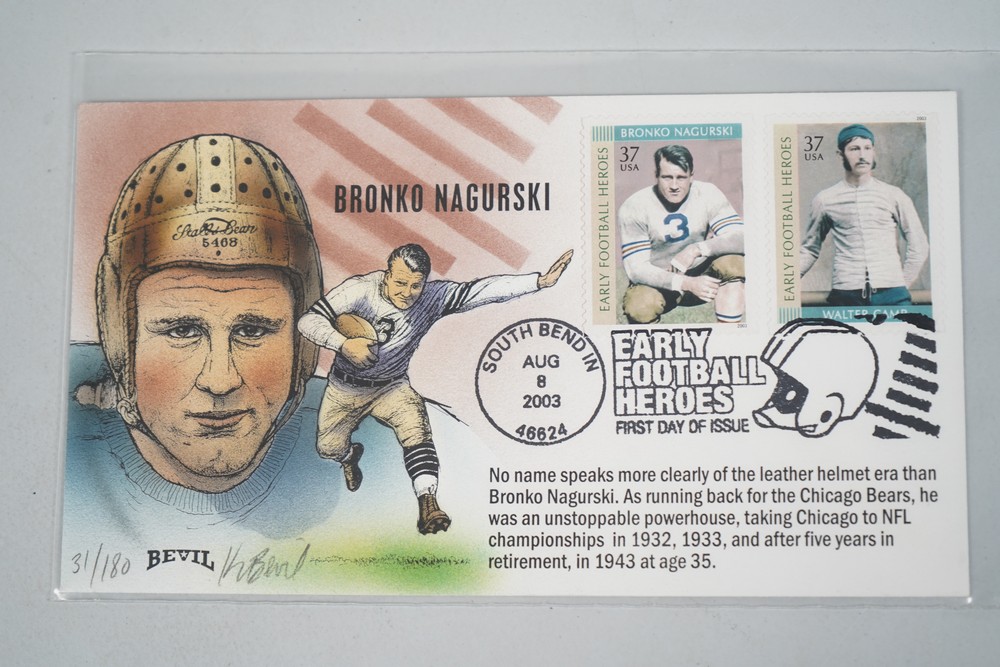 BRONKO NAGURSKI
5468
3
BRONKO NAGURSKI
37
USA
EARLY FOOTBALL HEROES
3
2003
37
USA
EARLY FOOTBALL HEROES
WALTER CAMP
2003
SOUTH BEND IN
AUG
8
2003
46624
EARLY
FOOTBALL
HEROES
FIRST DAY OF ISSUE
No name speaks more clearly of the leather helmet era than
Bronko Nagurski. As running back for the Chicago Bears, he
was an unstoppable powerhouse, taking Chicago to NFL
championships in 1932, 1933, and after five years in
retirement, in 1943 at age 35.
31/180
BEVIL
K Bevil